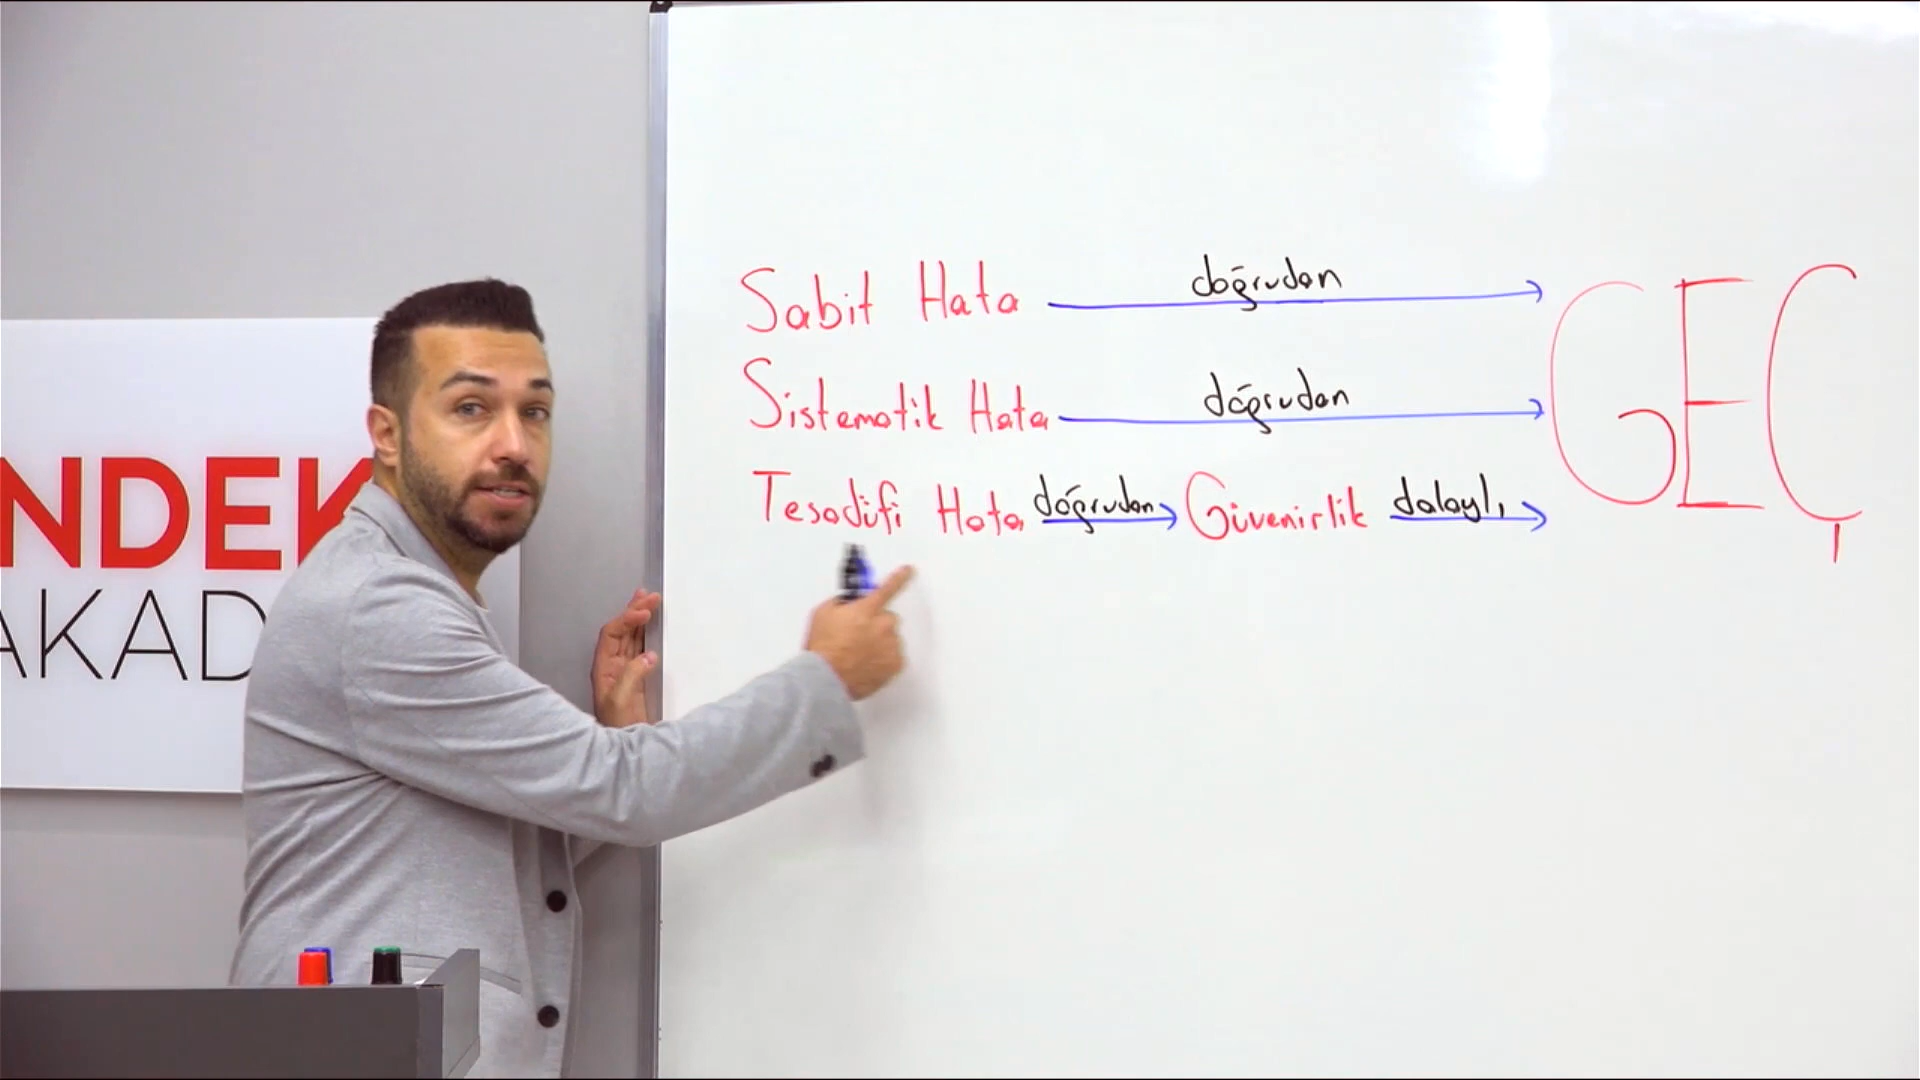 NDEK
AKAD
Sabit Hata doğrudan GEÇ
Sistematik Hata doğrudan
Tesadüfi Hata doğrudan Güvenirlik dolaylı